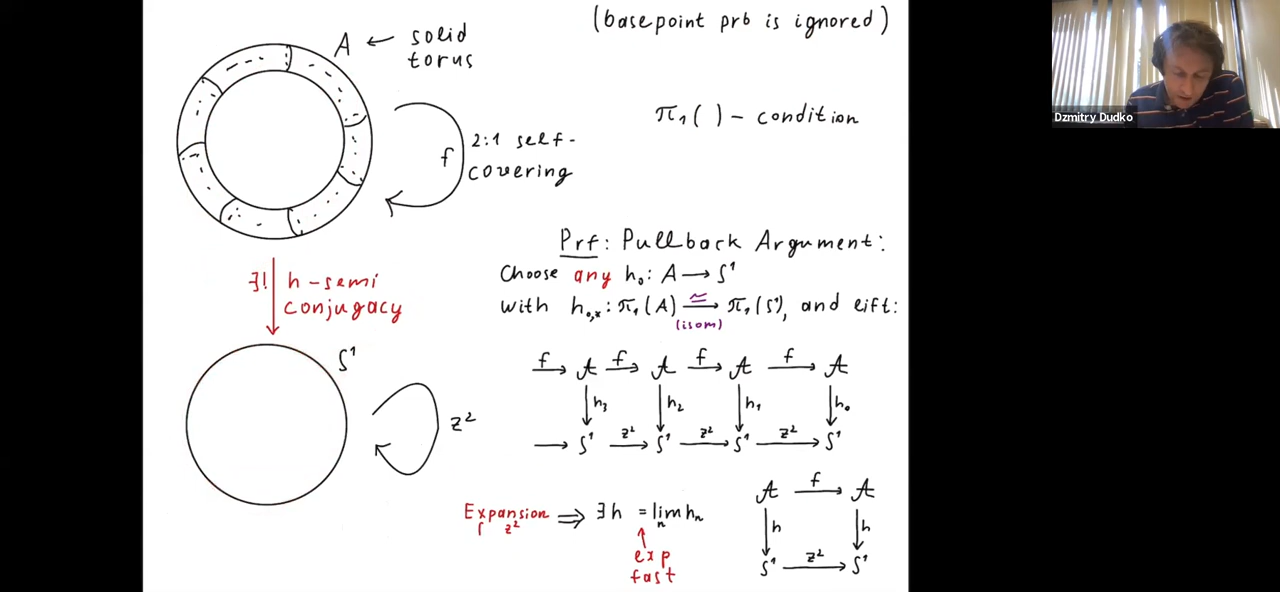 (basepoint prb is ignored)
A ← solid
torus
π₁( ) - condition
f
2:1 self-
covering
∃! h - semi
conjugacy
S¹
z²
Prf: Pullback Argument:
Choose any h₀: A → S¹
with h₀,*: π₁(A) ≅→ π₁(S¹), and lift:
(isom)
f→ A f→ A f→ A f→ A
↓h₃ ↓h₂ ↓h₁ ↓h₀
→ S¹ z²→ S¹ z²→ S¹ z²→ S¹
Expansion ⇒ ∃ h = lim hₙ
n
z²
↑
exp
fast
A f→ A
↓h ↓h
S¹ z²→ S¹
Dzmitry Dudko